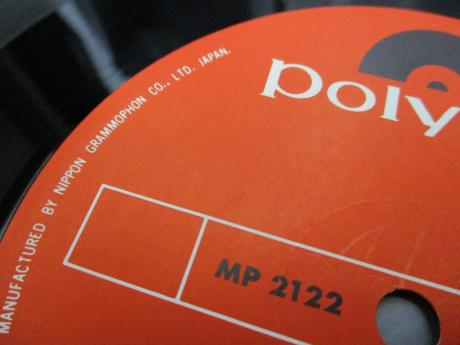 MANUFACTURED BY NIPPON GRAMMOPHON CO., LTD. JAPAN.
poly
MP 2122